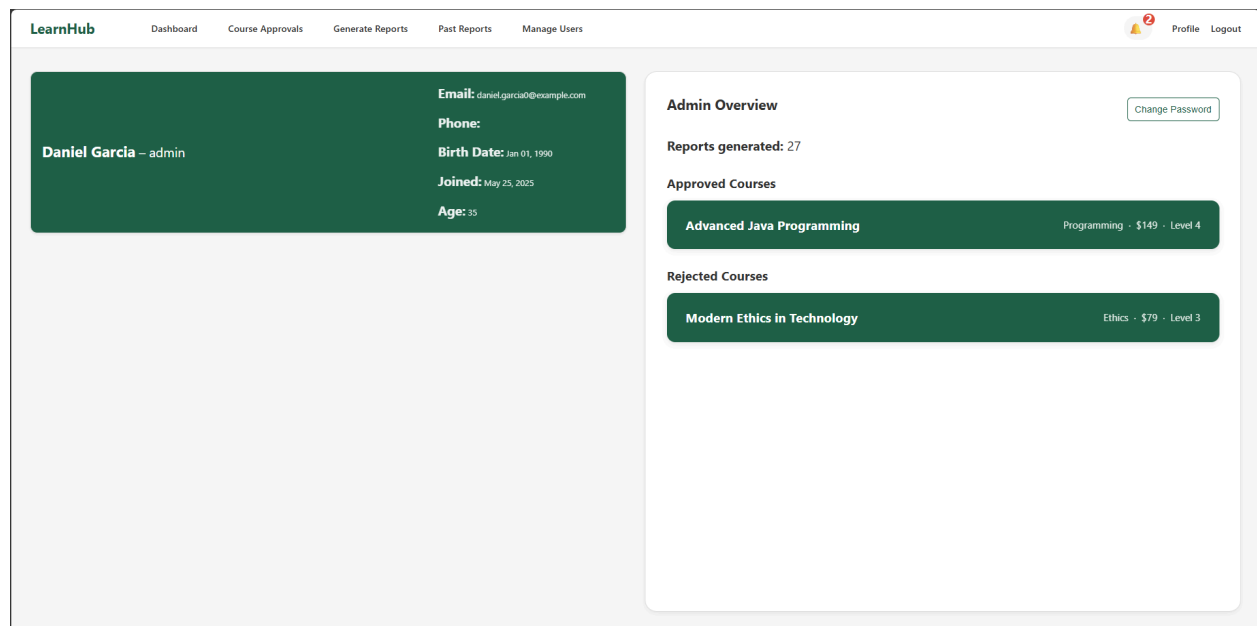 LearnHub Dashboard Course Approvals Generate Reports Past Reports Manage Users 2 Profile Logout
Daniel Garcia – admin
Email: daniel.garcia0@example.com
Phone:
Birth Date: Jan 01, 1990
Joined: May 25, 2025
Age: 35
Admin Overview
Change Password
Reports generated: 27
Approved Courses
Advanced Java Programming Programming · $149 · Level 4
Rejected Courses
Modern Ethics in Technology Ethics · $79 · Level 3